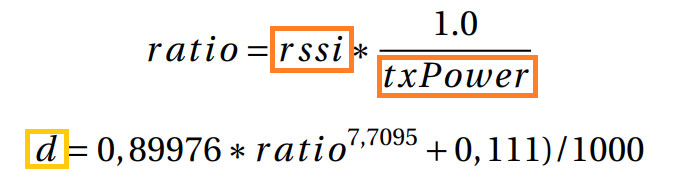 ratio = rssi * 1.0 / txPower
d = 0,89976 * ratio^7,7095 + 0,111)/1000